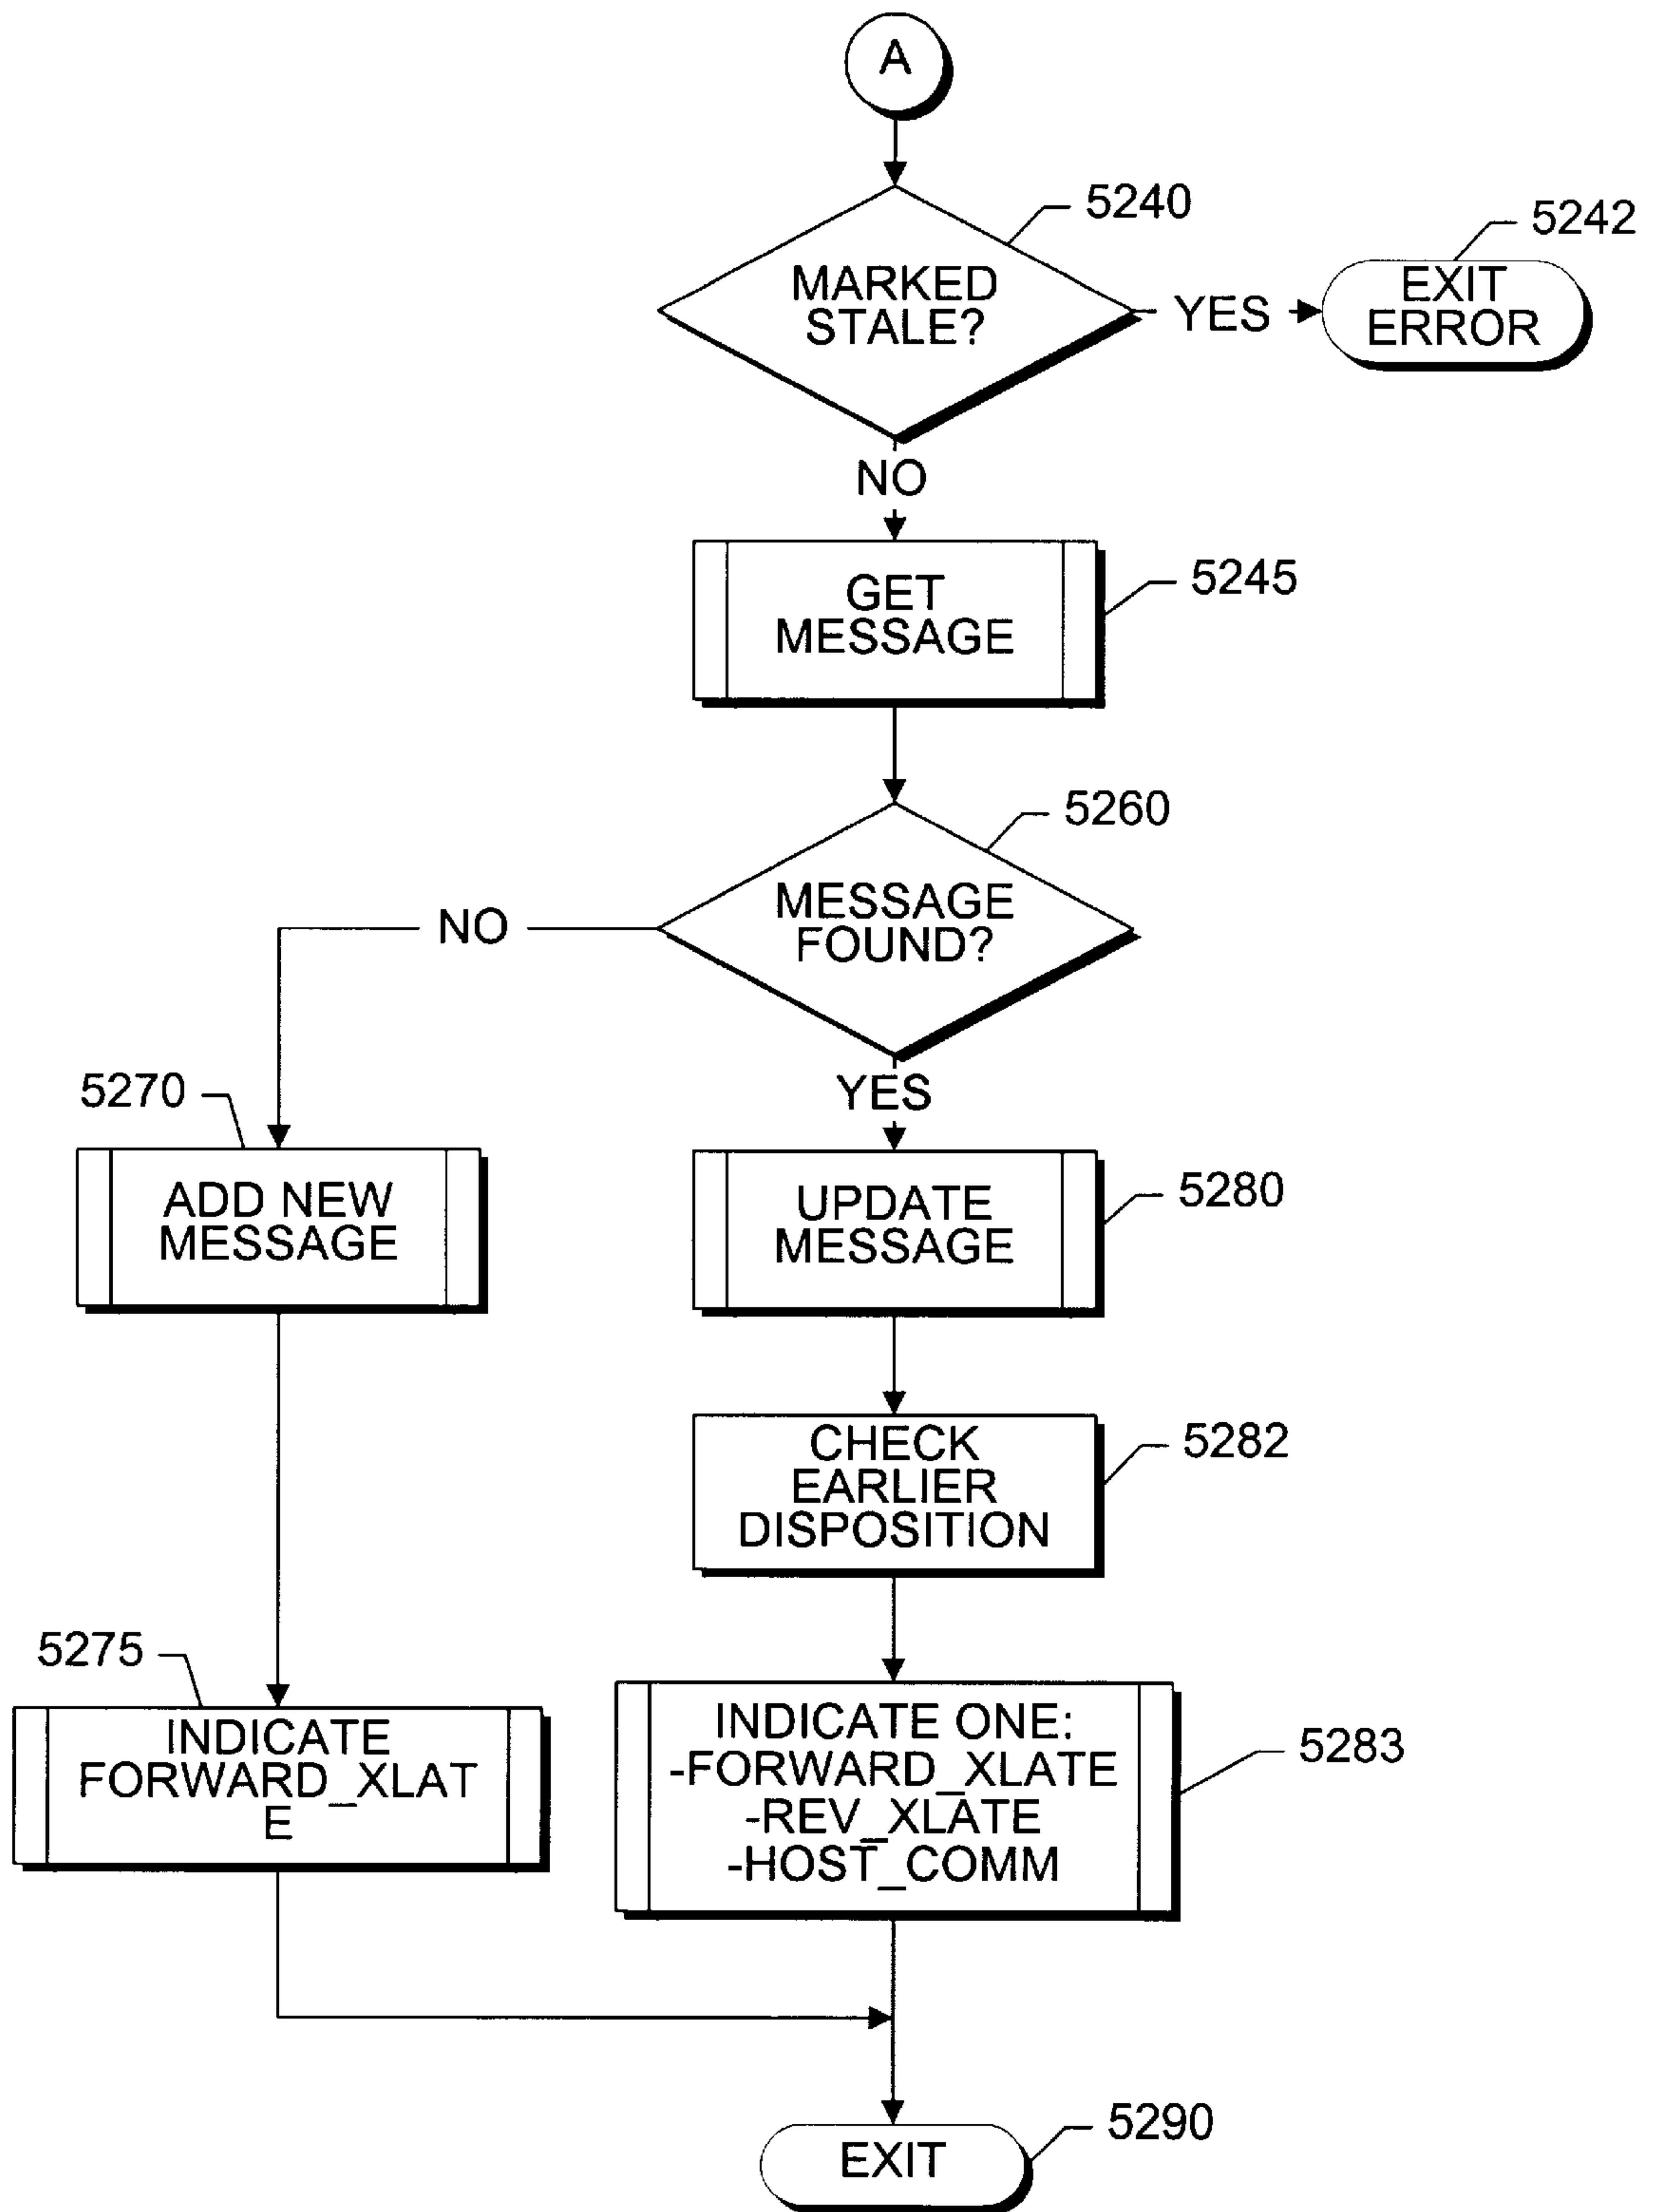 A
5240
5242
MARKED
STALE?
YES
EXIT
ERROR
NO
GET
MESSAGE
5245
5260
MESSAGE
FOUND?
NO
YES
5270
ADD NEW
MESSAGE
UPDATE
MESSAGE
5280
CHECK
EARLIER
DISPOSITION
5282
5275
INDICATE
FORWARD_XLAT
E
INDICATE ONE:
-FORWARD_XLATE
-REV_XLATE
-HOST_COMM
5283
EXIT
5290